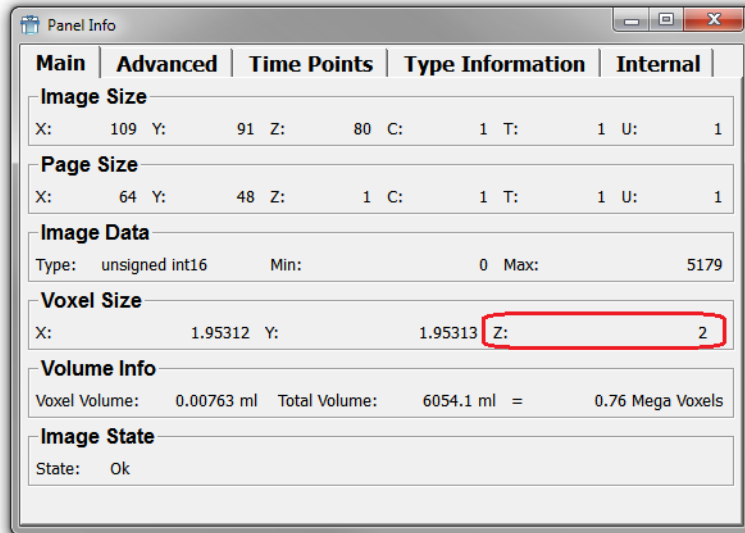 Panel Info
Main Advanced Time Points Type Information Internal
Image Size
X: 109 Y: 91 Z: 80 C: 1 T: 1 U: 1
Page Size
X: 64 Y: 48 Z: 1 C: 1 T: 1 U: 1
Image Data
Type: unsigned int16 Min: 0 Max: 5179
Voxel Size
X: 1.95312 Y: 1.95313 Z: 2
Volume Info
Voxel Volume: 0.00763 ml Total Volume: 6054.1 ml = 0.76 Mega Voxels
Image State
State: Ok